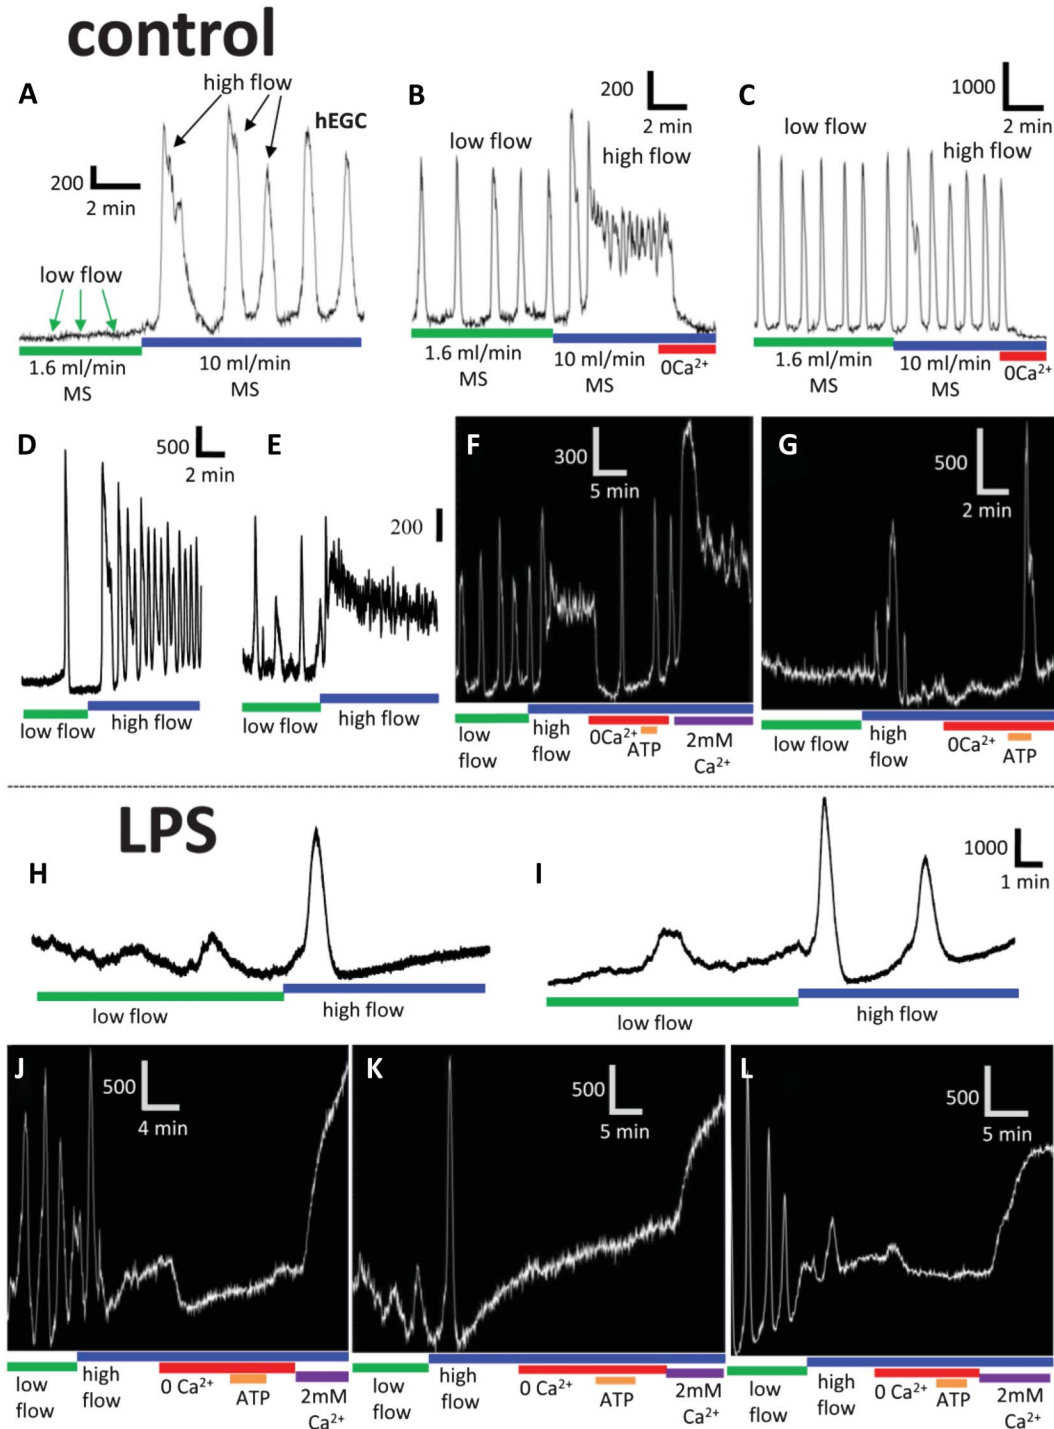 control
A
high flow
hEGC
200
2 min
low flow
1.6 ml/min
MS
10 ml/min
MS
B
200
2 min
low flow
high flow
1.6 ml/min
MS
10 ml/min
MS
0Ca²⁺
C
1000
2 min
low flow
high flow
1.6 ml/min
MS
10 ml/min
MS
0Ca²⁺
D
500
2 min
low flow
high flow
E
200
low flow
high flow
F
300
5 min
low
flow
high
flow
0Ca²⁺
ATP
2mM
Ca²⁺
G
500
2 min
low flow
high
flow
0Ca²⁺
ATP
LPS
H
low flow
high flow
I
1000
1 min
low flow
high flow
J
500
4 min
low
flow
high
flow
0 Ca²⁺
ATP
2mM
Ca²⁺
K
500
5 min
low
flow
high
flow
0 Ca²⁺
ATP
2mM
Ca²⁺
L
500
5 min
low
flow
high
flow
0 Ca²⁺
ATP
2mM
Ca²⁺